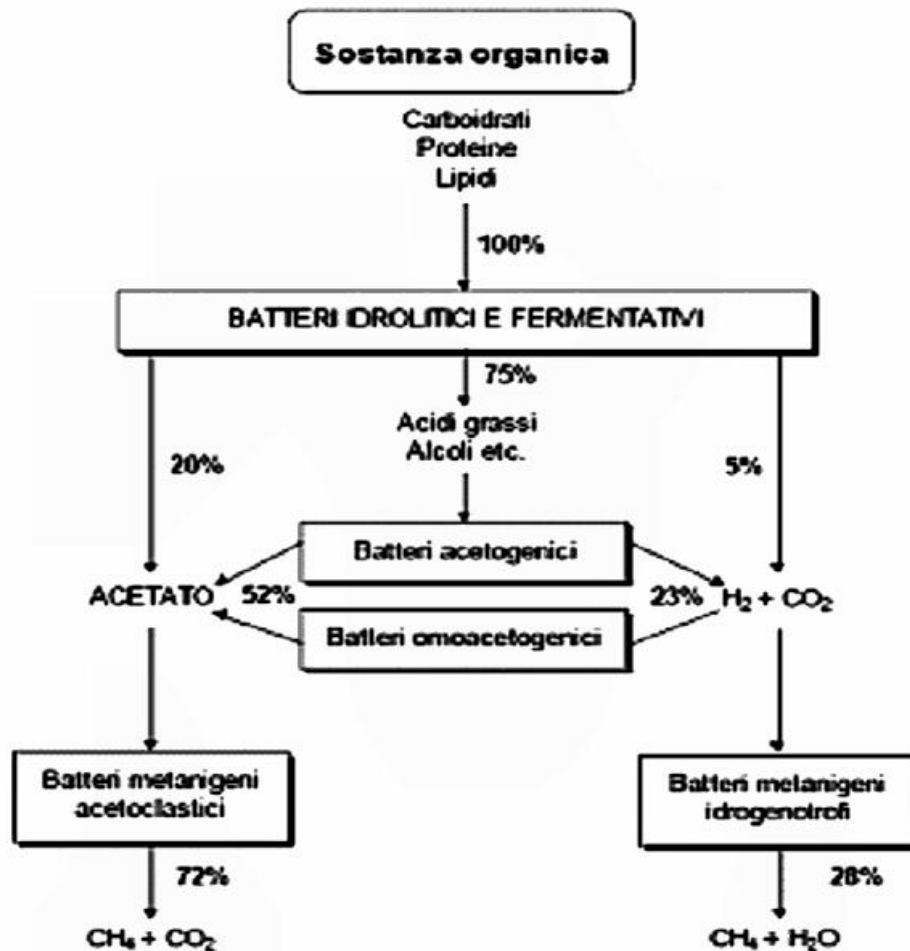 Sostanza organica
Carboidrati
Proteine
Lipidi
100%
BATTERI IDROLITICI E FERMENTATIVI
75%
Acidi grassi
Alcoli etc.
20%
5%
Batteri acetogenici
ACETATO
52%
23%
H₂ + CO₂
Batteri omoacetogenici
Batteri metanigeni
acetoclastici
Batteri metanigeni
idrogenotrofi
72%
28%
CH₄ + CO₂
CH₄ + H₂O